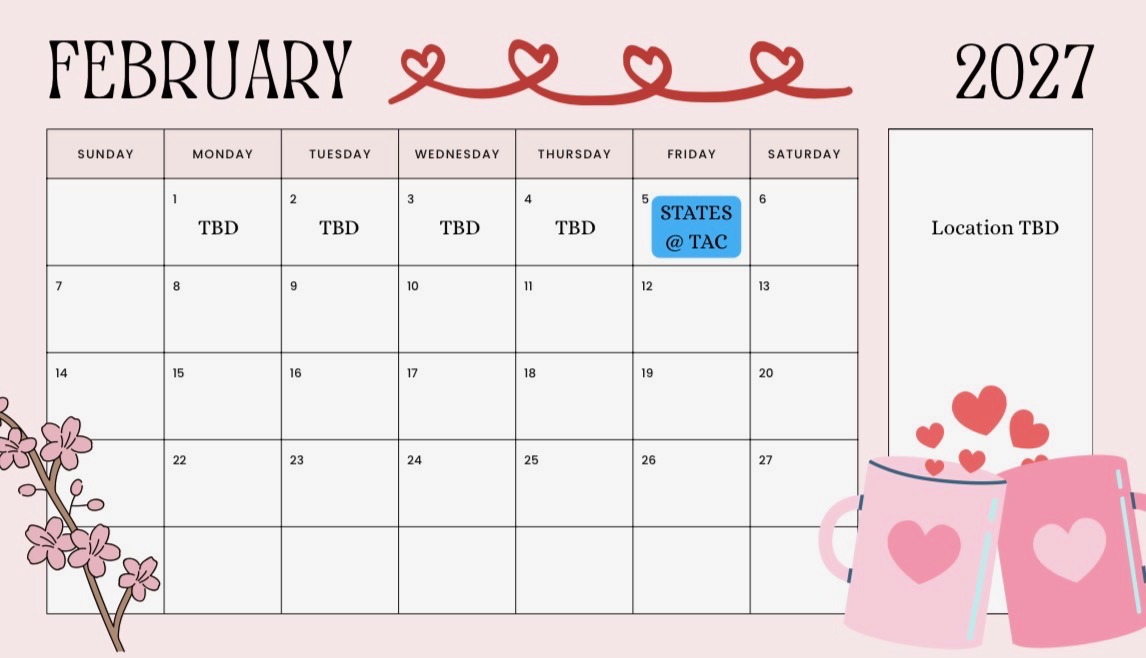 FEBRUARY 2027
SUNDAY MONDAY TUESDAY WEDNESDAY THURSDAY FRIDAY SATURDAY
1 2 3 4 5 6
TBD TBD TBD TBD STATES
@ TAC
Location TBD
7 8 9 10 11 12 13
14 15 16 17 18 19 20
22 23 24 25 26 27